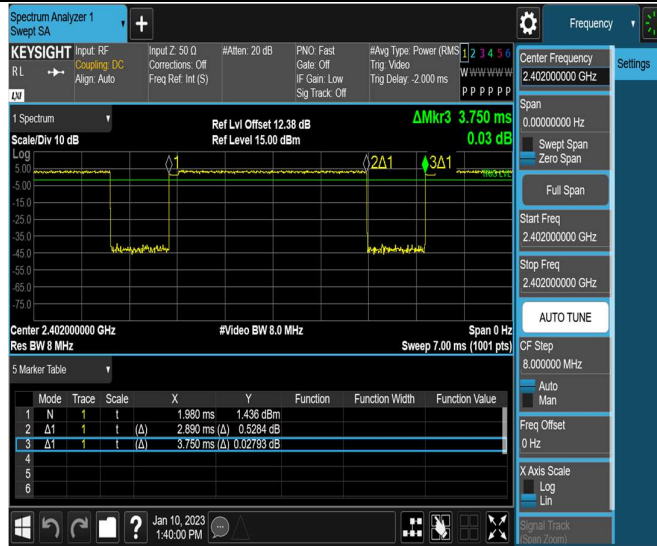 Spectrum Analyzer 1
Swept SA
Frequency
KEYSIGHT
RL
LXI
Input: RF
Coupling: DC
Align: Auto
Input Z: 50 Ω
Corrections: Off
Freq Ref: Int (S)
#Atten: 20 dB
PNO: Fast
Gate: Off
IF Gain: Low
Sig Track: Off
#Avg Type: Power (RMS
Trig: Video
Trig Delay: -2.000 ms
1 2 3 4 5 6
W W W W W W
P P P P P P
1 Spectrum
Scale/Div 10 dB
Ref Lvl Offset 12.38 dB
Ref Level 15.00 dBm
ΔMkr3 3.750 ms
0.03 dB
Log
5.00
-5.00
-15.0
-25.0
-35.0
-45.0
-55.0
-65.0
-75.0
1
2Δ1
3Δ1
Center 2.402000000 GHz
#Video BW 8.0 MHz
Span 0 Hz
Res BW 8 MHz
Sweep 7.00 ms (1001 pts)
5 Marker Table
Mode Trace Scale X Y Function Function Width Function Value
1 N 1 t 1.980 ms 1.436 dBm
2 Δ1 1 t (Δ) 2.890 ms (Δ) 0.5284 dB
3 Δ1 1 t (Δ) 3.750 ms (Δ) 0.02793 dB
4
5
6
?
Jan 10, 2023
1:40:00 PM
Settings
Center Frequency
2.402000000 GHz
Span
0.00000000 Hz
Swept Span
Zero Span
Full Span
Start Freq
2.402000000 GHz
Stop Freq
2.402000000 GHz
AUTO TUNE
CF Step
8.000000 MHz
Auto
Man
Freq Offset
0 Hz
X Axis Scale
Log
Lin
Signal Track
(Span Zoom)